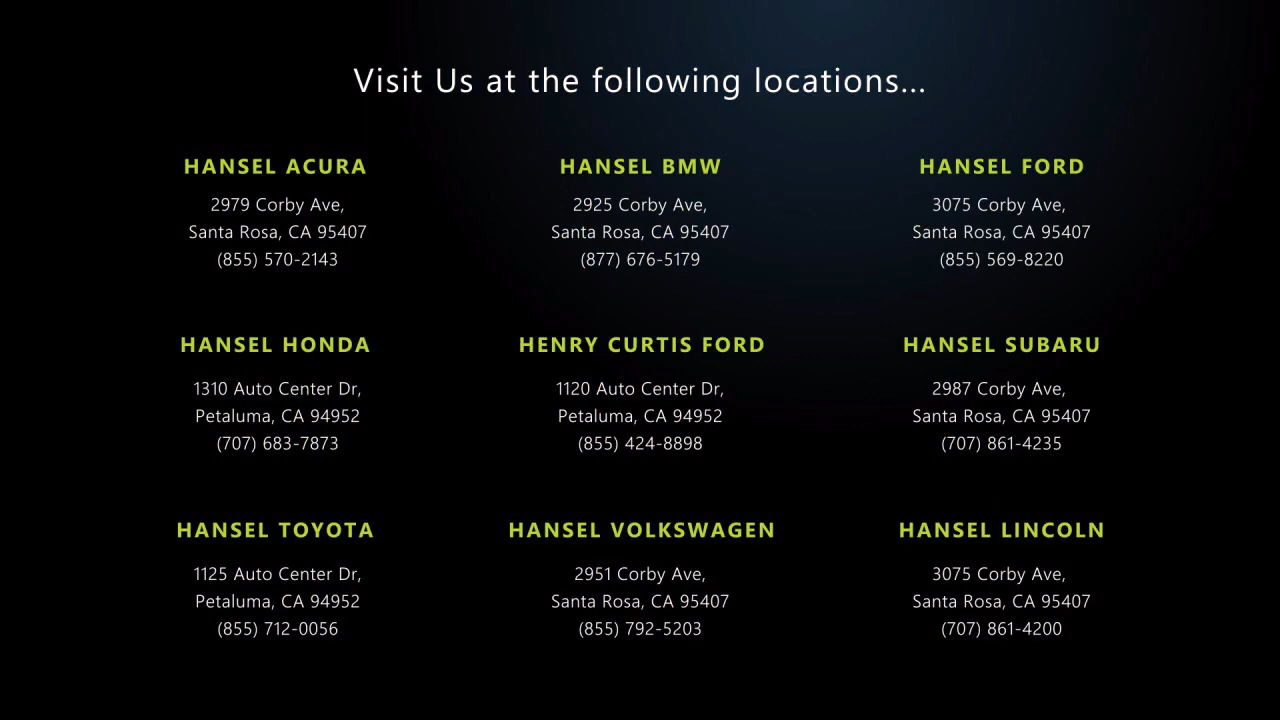 Visit Us at the following locations...
HANSEL ACURA
2979 Corby Ave,
Santa Rosa, CA 95407
(855) 570-2143
HANSEL BMW
2925 Corby Ave,
Santa Rosa, CA 95407
(877) 676-5179
HANSEL FORD
3075 Corby Ave,
Santa Rosa, CA 95407
(855) 569-8220
HANSEL HONDA
1310 Auto Center Dr,
Petaluma, CA 94952
(707) 683-7873
HENRY CURTIS FORD
1120 Auto Center Dr,
Petaluma, CA 94952
(855) 424-8898
HANSEL SUBARU
2987 Corby Ave,
Santa Rosa, CA 95407
(707) 861-4235
HANSEL TOYOTA
1125 Auto Center Dr,
Petaluma, CA 94952
(855) 712-0056
HANSEL VOLKSWAGEN
2951 Corby Ave,
Santa Rosa, CA 95407
(855) 792-5203
HANSEL LINCOLN
3075 Corby Ave,
Santa Rosa, CA 95407
(707) 861-4200